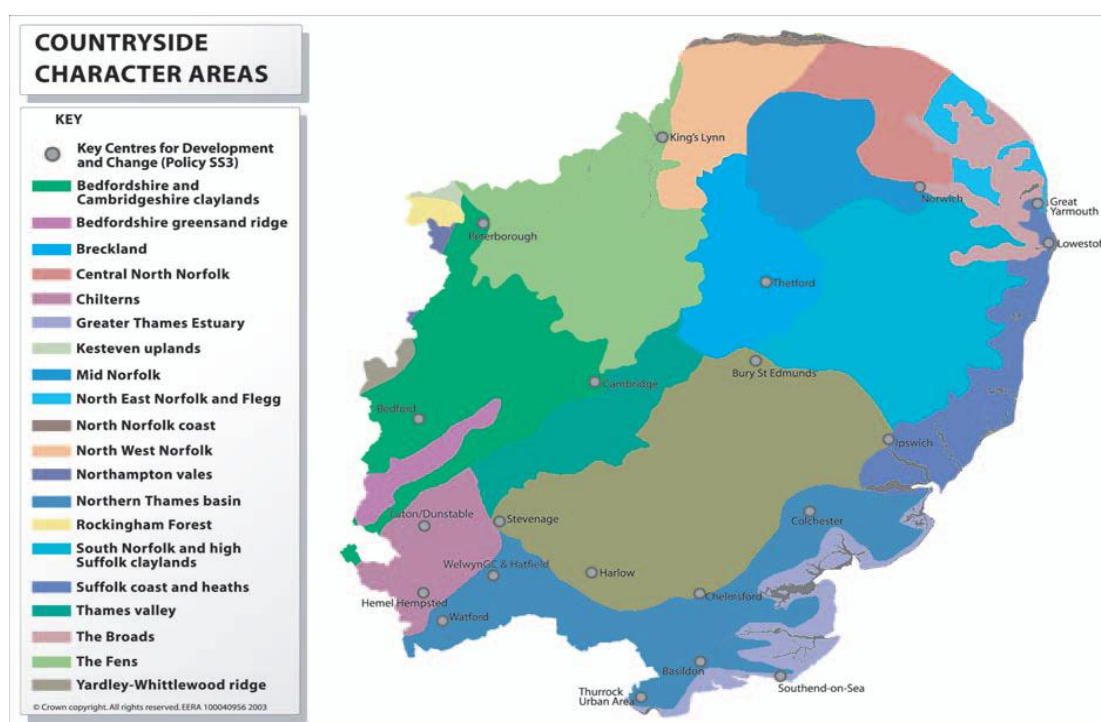 COUNTRYSIDE
CHARACTER AREAS
KEY
Key Centres for Development
and Change (Policy SS3)
Bedfordshire and
Cambridgeshire claylands
Bedfordshire greensand ridge
Breckland
Central North Norfolk
Chilterns
Greater Thames Estuary
Kesteven uplands
Mid Norfolk
North East Norfolk and Flegg
North Norfolk coast
North West Norfolk
Northampton vales
Northern Thames basin
Rockingham Forest
South Norfolk and high
Suffolk claylands
Suffolk coast and heaths
Thames valley
The Broads
The Fens
Yardley-Whittlewood ridge
© Crown copyright. All rights reserved. EERA 100040956 2003
King's Lynn
Norwich
Great
Yarmouth
Lowestof
Peterborough
Thetford
Bury St Edmunds
Cambridge
Bedford
Ipswich
Luton/Dunstable
Stevenage
Colchester
WelwynGC & Hatfield
Harlow
Hemel Hempsted
Chelmsford
Watford
Basildon
Southend-on-Sea
Thurrock
Urban Area